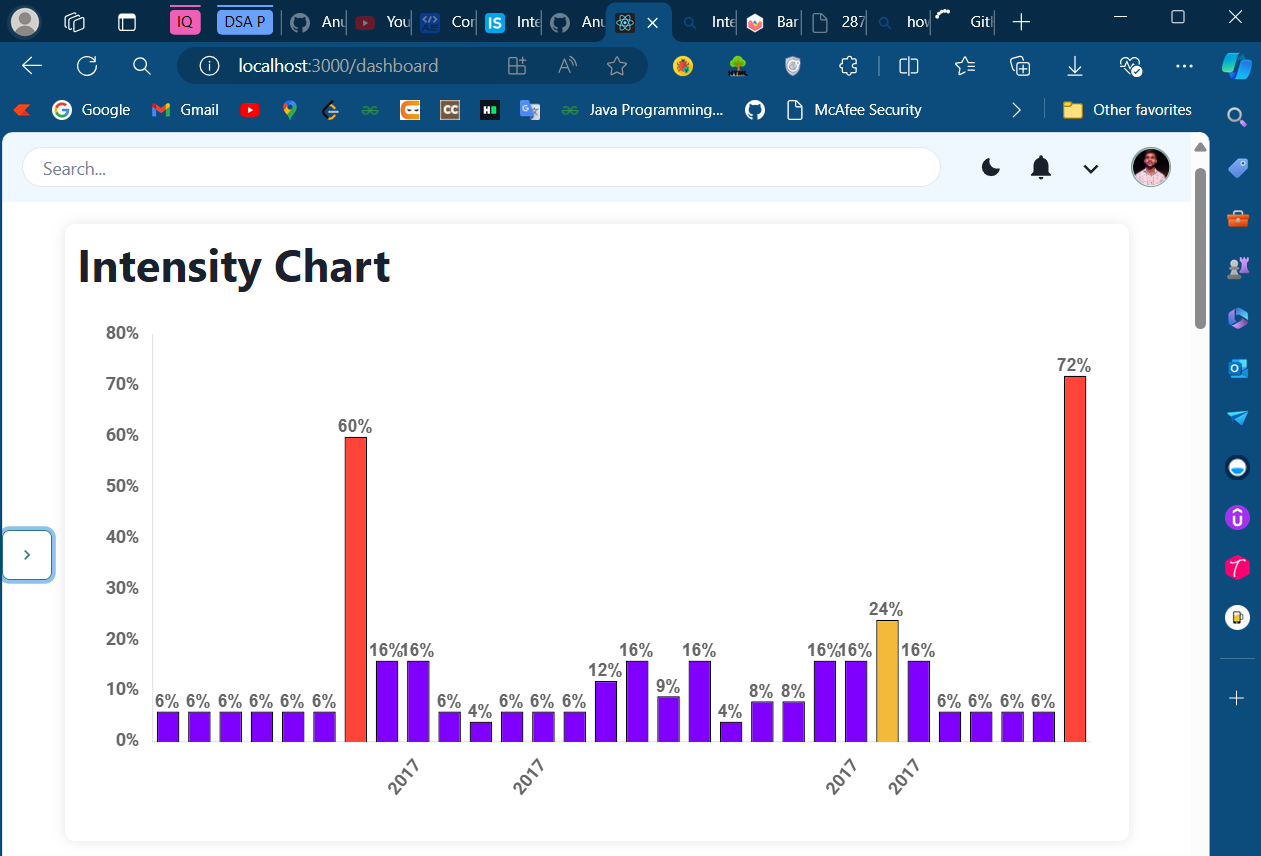 IQ DSA P Anu You Con Inte Anu Inte Bar 287 how Git
localhost:3000/dashboard
Google Gmail CC Java Programming... McAfee Security Other favorites
Search...
Intensity Chart
80%
70%
60%
50%
40%
30%
20%
10%
0%
6% 6% 6% 6% 6% 6% 60% 16% 16% 6% 4% 6% 6% 6% 12% 16% 9% 16% 4% 8% 8% 16% 16% 24% 16% 6% 6% 6% 6% 72%
2017 2017 2017 2017